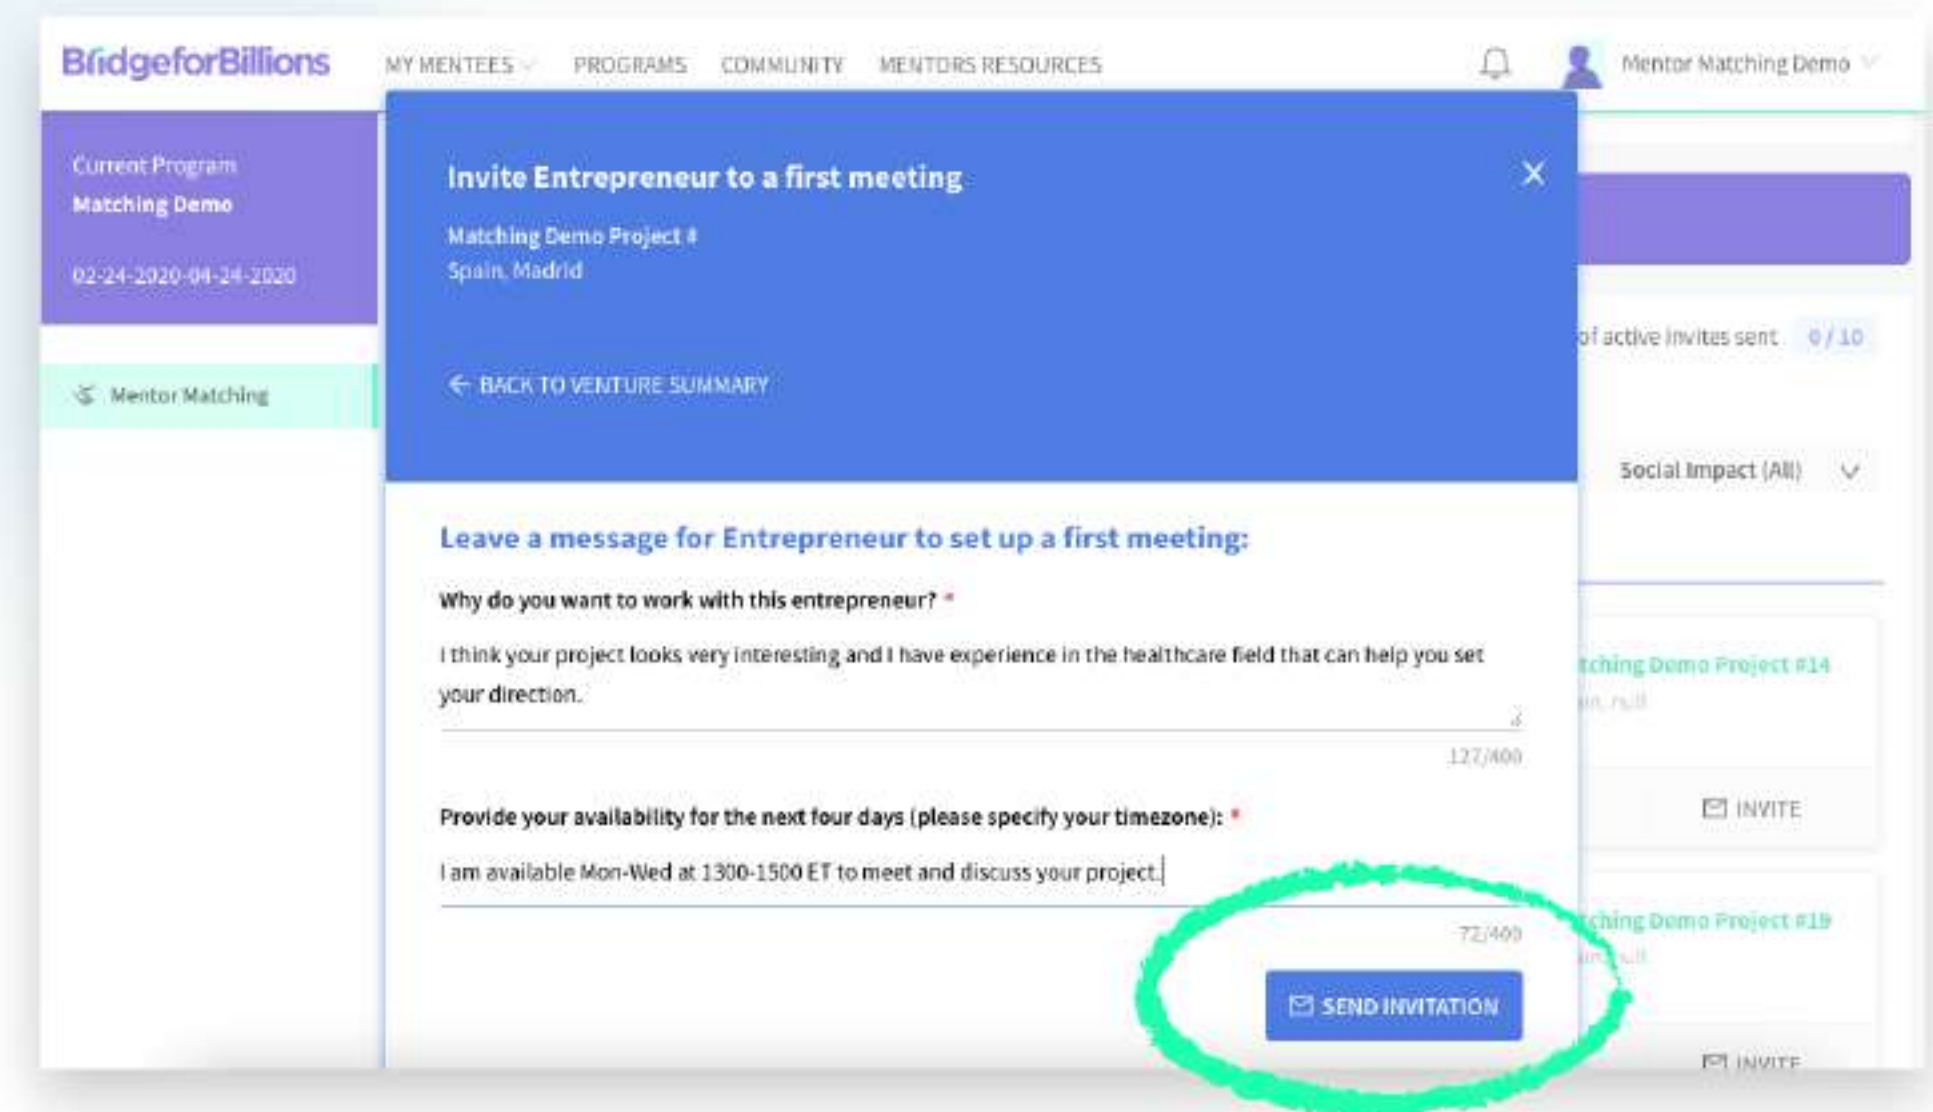 BridgeforBillions
MY MENTEES
PROGRAMS
COMMUNITY
MENTORS RESOURCES
Mentor Matching Demo
Current Program
Matching Demo
02-24-2020-04-24-2020
Mentor Matching
Invite Entrepreneur to a first meeting
Matching Demo Project #
Spain, Madrid
← BACK TO VENTURE SUMMARY
of active invites sent 0 / 10
Social Impact (All)
Leave a message for Entrepreneur to set up a first meeting:
Why do you want to work with this entrepreneur? *
I think your project looks very interesting and I have experience in the healthcare field that can help you set
your direction.
127/400
Provide your availability for the next four days (please specify your timezone): *
I am available Mon-Wed at 1300-1500 ET to meet and discuss your project.
72/400
SEND INVITATION
tching Demo Project #14
null
INVITE
tching Demo Project #19
null
INVITE